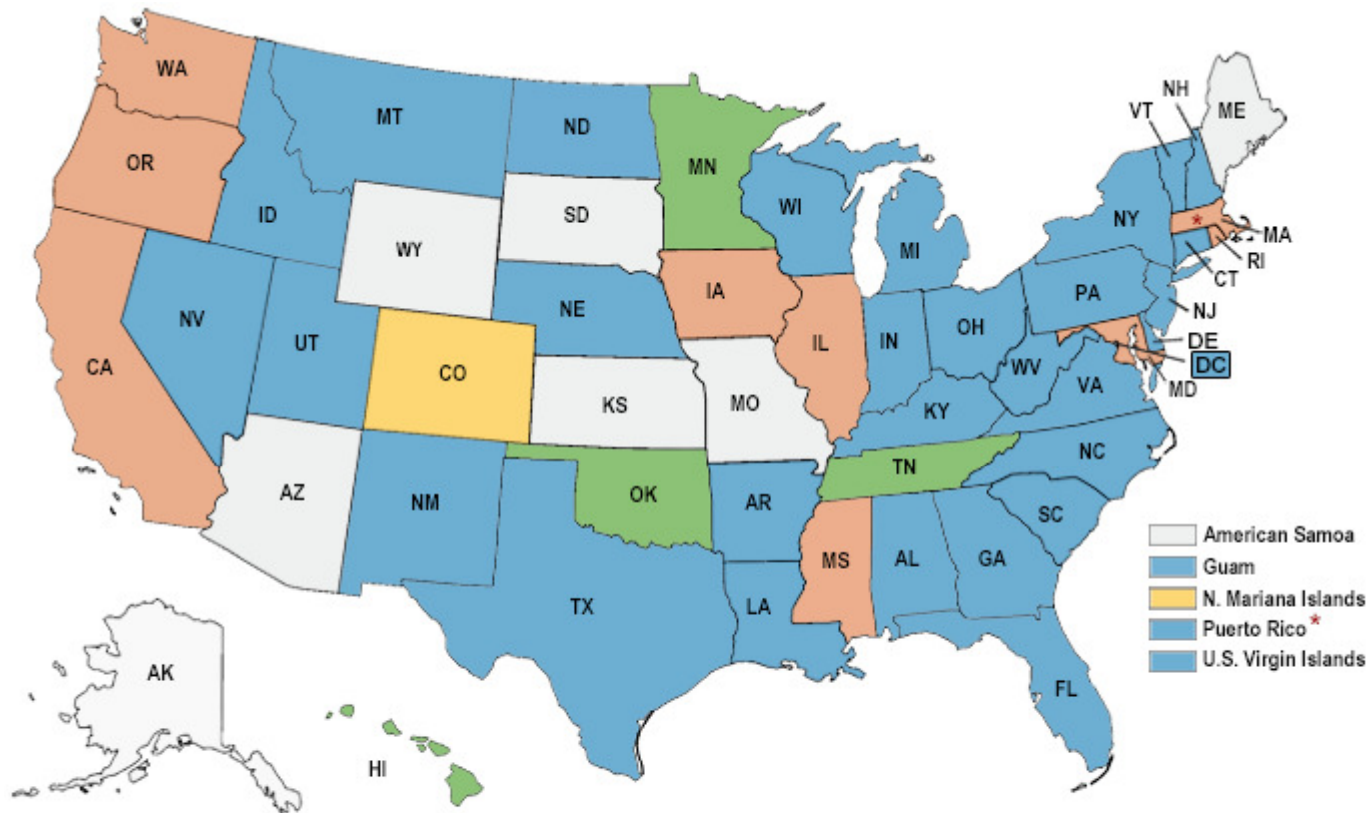 WA
MT
ND
MN
OR
ID
SD
WY
WI
MI
NH
VT
ME
NY
MA
RI
CT
IA
NE
PA
NJ
NV
UT
CO
CA
IL
IN
OH
DE
DC
MD
WV
VA
KS
MO
KY
NC
TN
AZ
NM
OK
AR
SC
MS
AL
GA
TX
LA
FL
AK
HI
*
American Samoa
Guam
N. Mariana Islands
Puerto Rico*
U.S. Virgin Islands